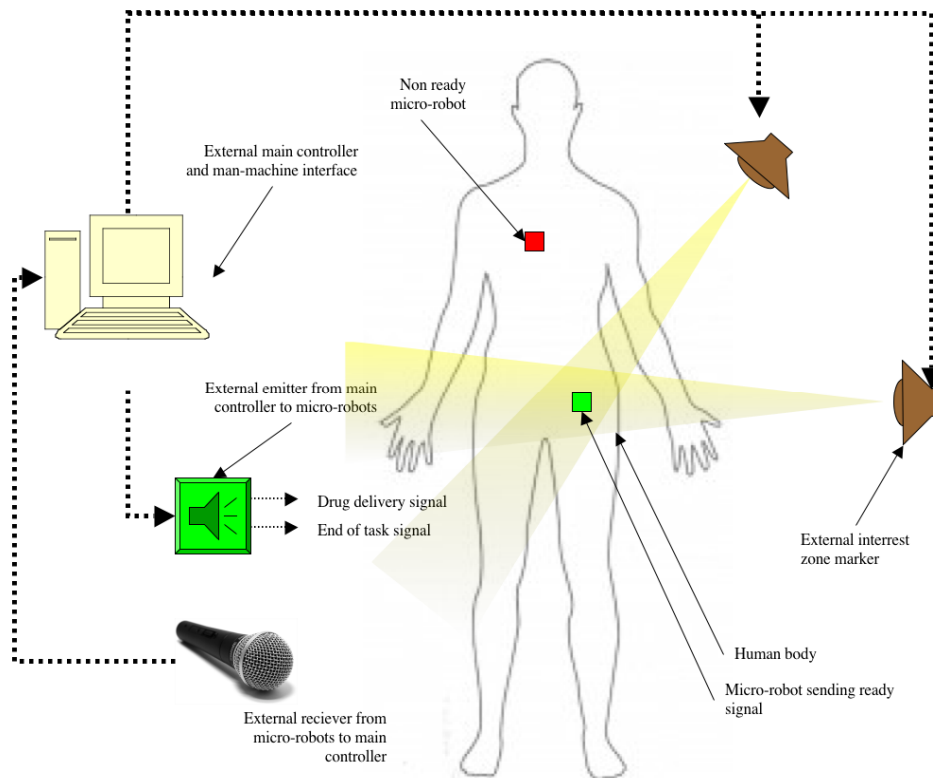 Non ready
micro-robot
External main controller
and man-machine interface
External emitter from main
controller to micro-robots
Drug delivery signal
End of task signal
External interrest
zone marker
Human body
Micro-robot sending ready
signal
External reciever from
micro-robots to main
controller